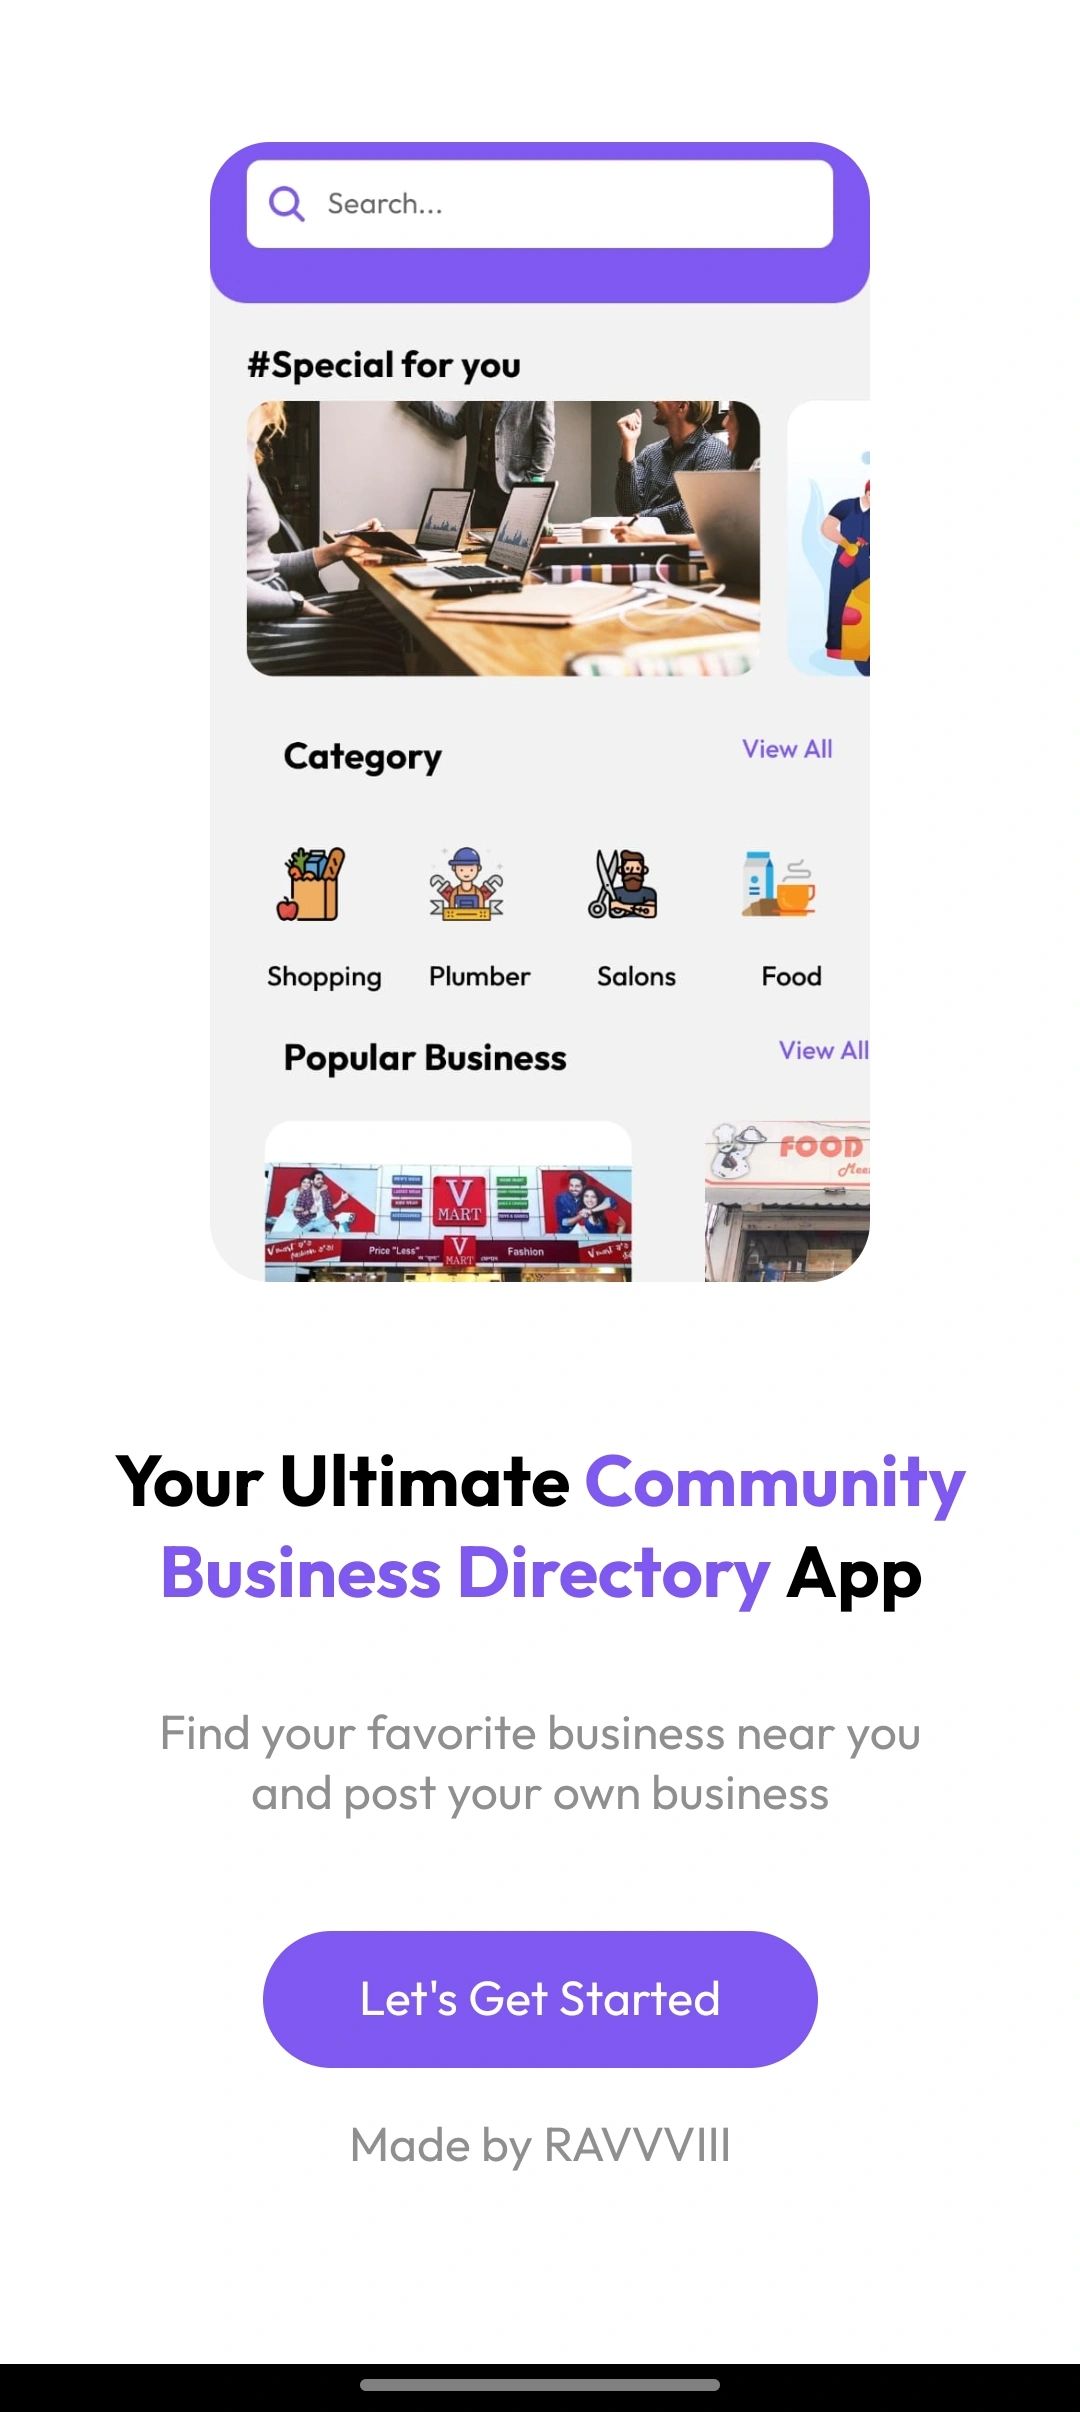 Search...
#Special for you
Category
View All
Shopping
Plumber
Salons
Food
Popular Business
View All
V
MART
FOOD
Price "Less"
V
MART
Fashion
Your Ultimate Community
Business Directory App
Find your favorite business near you
and post your own business
Let's Get Started
Made by RAVVVIII